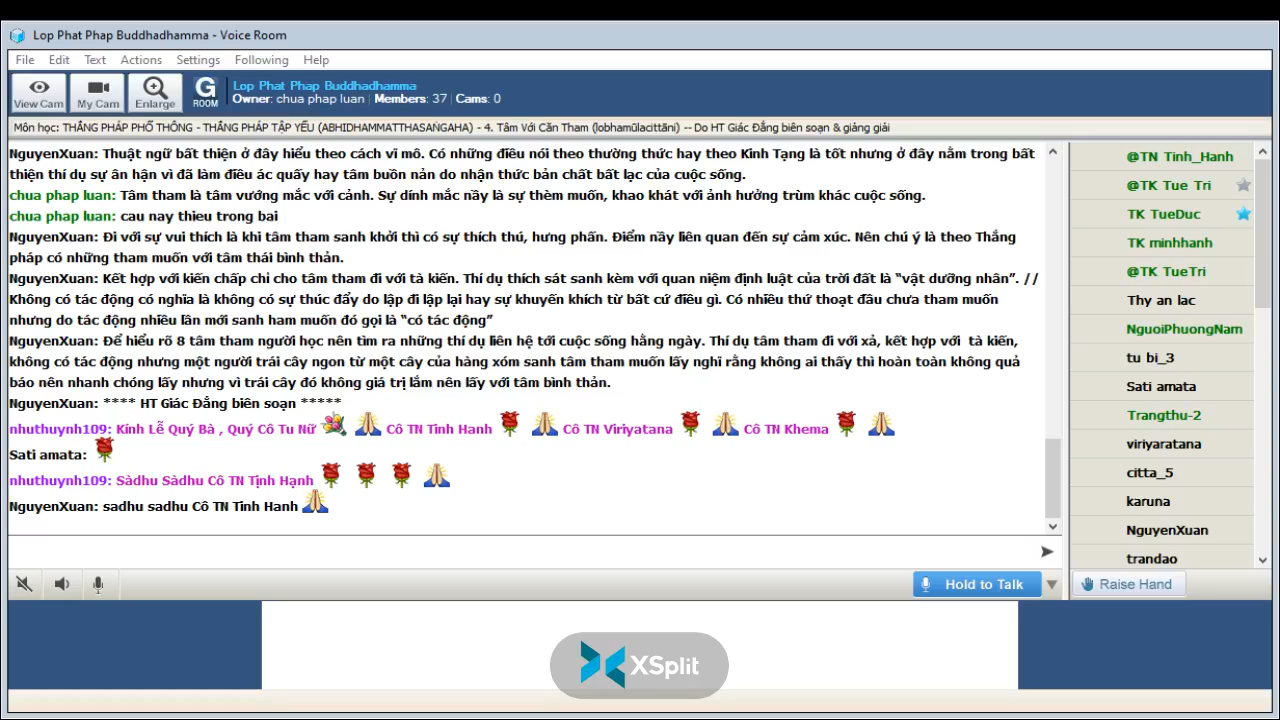 Lop Phat Phap Buddhadhamma - Voice Room
File Edit Text Actions Settings Following Help
View Cam My Cam Enlarge G ROOM
Lop Phat Phap Buddhadhamma
Owner: chua phap luan | Members: 37 | Cams: 0
Môn học: THẮNG PHÁP PHỔ THÔNG - THẮNG PHÁP TẬP YẾU (ABHIDHAMMATTHASAṄGAHA) - 4. Tâm Với Căn Tham (lobhamūlacittāni) -- Do HT Giác Đẳng biên soạn & giảng giải
NguyenXuan: Thuật ngữ bất thiện ở đây hiểu theo cách vĩ mô. Có những điều nói theo thường thức hay theo Kinh Tạng là tốt nhưng ở đây nằm trong bất
thiện thí dụ sự ân hận vì đã làm điều ác quấy hay tâm buồn nản do nhận thức bản chất bất lạc của cuộc sống.
chua phap luan: Tâm tham là tâm vướng mắc với cảnh. Sự dính mắc nầy là sự thèm muốn, khao khát với ảnh hưởng trùm khác cuộc sống.
chua phap luan: cau nay thieu trong bai
NguyenXuan: Đi với sự vui thích là khi tâm tham sanh khởi thì có sự thích thú, hưng phấn. Điểm nầy liên quan đến sự cảm xúc. Nên chú ý là theo Thắng
pháp có những tham muốn với tâm thái bình thản.
NguyenXuan: Kết hợp với kiến chấp chỉ cho tâm tham đi với tà kiến. Thí dụ thích sát sanh kèm với quan niệm định luật của trời đất là “vật dưỡng nhân”. //
Không có tác động có nghĩa là không có sự thúc đẩy do lập đi lập lại hay sự khuyến khích từ bất cứ điều gì. Có nhiều thứ thoạt đầu chưa tham muốn
nhưng do tác động nhiều lần mới sanh ham muốn đó gọi là “có tác động”
NguyenXuan: Để hiểu rõ 8 tâm tham người học nên tìm ra những thí dụ liên hệ tới cuộc sống hằng ngày. Thí dụ tâm tham đi với xả, kết hợp với tà kiến,
không có tác động nhưng một người trái cây ngon từ một cây của hàng xóm sanh tâm tham muốn lấy nghĩ rằng không ai thấy thì hoàn toàn không quả
báo nên nhanh chóng lấy nhưng vì trái cây đó không giá trị lắm nên lấy với tâm bình thản.
NguyenXuan: **** HT Giác Đẳng biên soạn *****
nhuthuynh109: Kính Lễ Quý Bà , Quý Cô Tu Nữ Cô TN Tinh Hanh Cô TN Viriyatana Cô TN Khema
Sati amata:
nhuthuynh109: Sàdhu Sàdhu Cô TN Tịnh Hạnh
NguyenXuan: sadhu sadhu Cô TN Tinh Hanh
@TN Tinh_Hanh
@TK Tue Tri
TK TueDuc
TK minhhanh
@TK TueTri
Thy an lac
NguoiPhuongNam
tu bi_3
Sati amata
Trangthu-2
viriyaratana
citta_5
karuna
NguyenXuan
trandao
Hold to Talk
Raise Hand
XSplit